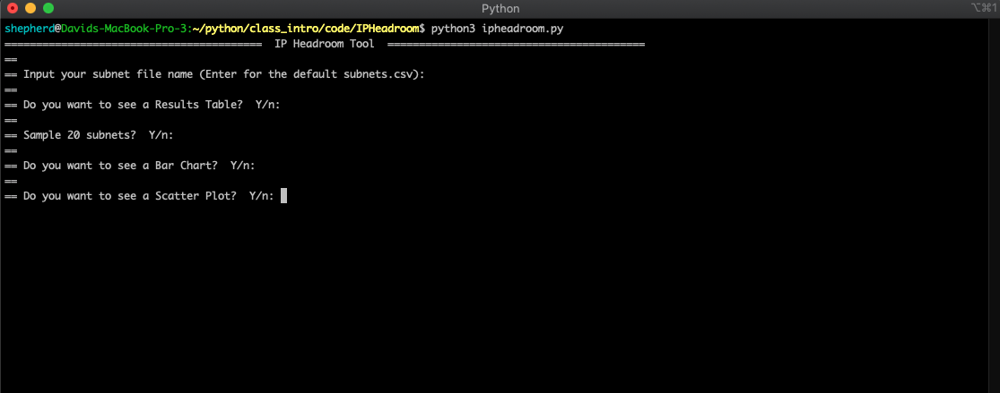 Python
⌥⌘1
shepherd@Davids-MacBook-Pro-3:~/python/class_intro/code/IPHeadroom$ python3 ipheadroom.py
========================================= IP Headroom Tool =========================================
==
== Input your subnet file name (Enter for the default subnets.csv):
==
== Do you want to see a Results Table?  Y/n:
==
== Sample 20 subnets?  Y/n:
==
== Do you want to see a Bar Chart?  Y/n:
==
== Do you want to see a Scatter Plot?  Y/n: